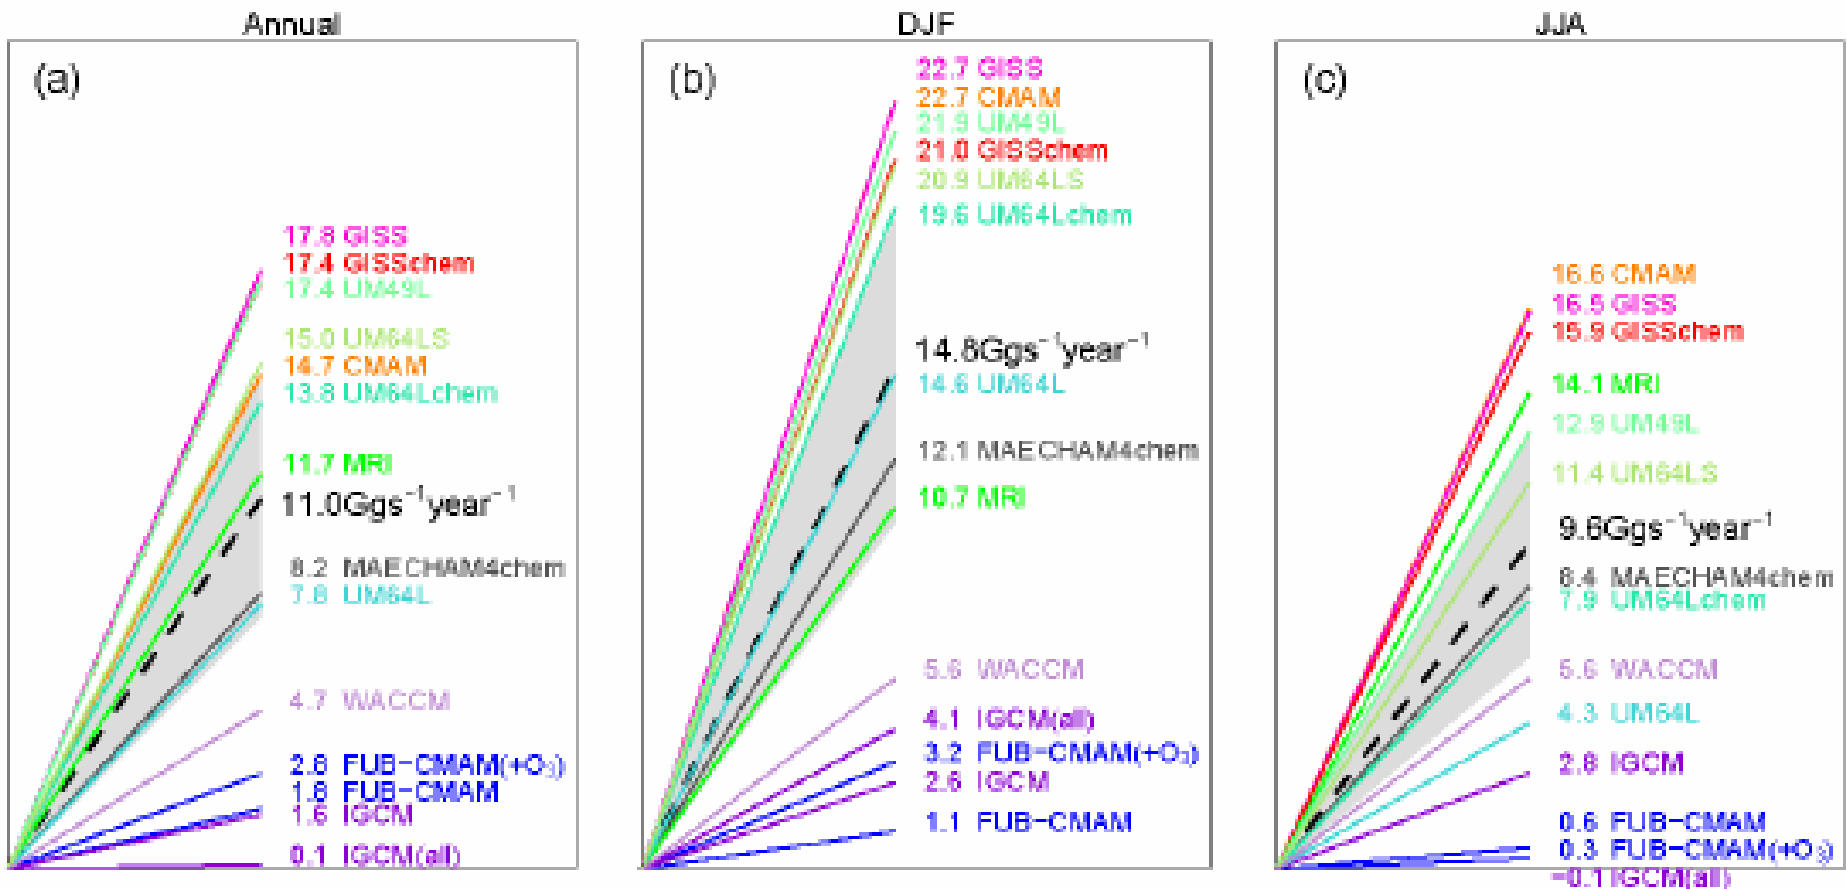 Annual
(a)
17.8 GISS
17.4 GISSchem
17.4 UM49L
15.0 UM64LS
14.7 CMAM
13.8 UM64Lchem
11.7 MRI
11.0Ggs⁻¹year⁻¹
8.2 MAECHAM4chem
7.8 UM64L
4.7 WACCM
2.8 FUB-CMAM(+O₃)
1.8 FUB-CMAM
1.6 IGCM
0.1 IGCM(all)
DJF
(b)
22.7 GISS
22.7 CMAM
21.9 UM49L
21.0 GISSchem
20.9 UM64LS
19.6 UM64Lchem
14.8Ggs⁻¹year⁻¹
14.6 UM64L
12.1 MAECHAM4chem
10.7 MRI
5.6 WACCM
4.1 IGCM(all)
3.2 FUB-CMAM(+O₃)
2.6 IGCM
1.1 FUB-CMAM
JJA
(c)
16.6 CMAM
16.5 GISS
15.9 GISSchem
14.1 MRI
12.9 UM49L
11.4 UM64LS
9.6Ggs⁻¹year⁻¹
8.4 MAECHAM4chem
7.9 UM64Lchem
5.6 WACCM
4.3 UM64L
2.8 IGCM
0.6 FUB-CMAM
0.3 FUB-CMAM(+O₃)
-0.1 IGCM(all)